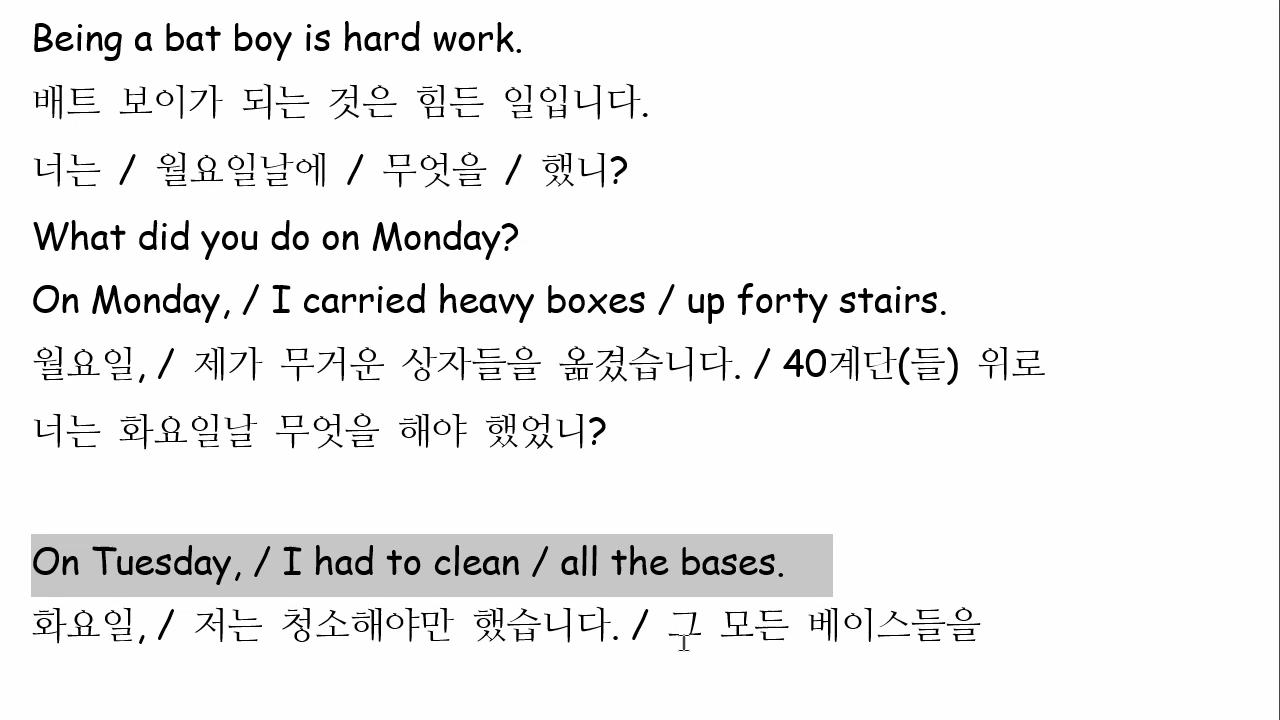 Being a bat boy is hard work.
배트 보이가 되는 것은 힘든 일입니다.
너는 / 월요일날에 / 무엇을 / 했니?
What did you do on Monday?
On Monday, / I carried heavy boxes / up forty stairs.
월요일, / 제가 무거운 상자들을 옮겼습니다. / 40계단(들) 위로
너는 화요일날 무엇을 해야 했었니?
On Tuesday, / I had to clean / all the bases.
화요일, / 저는 청소해야만 했습니다. / 그 모든 베이스들을